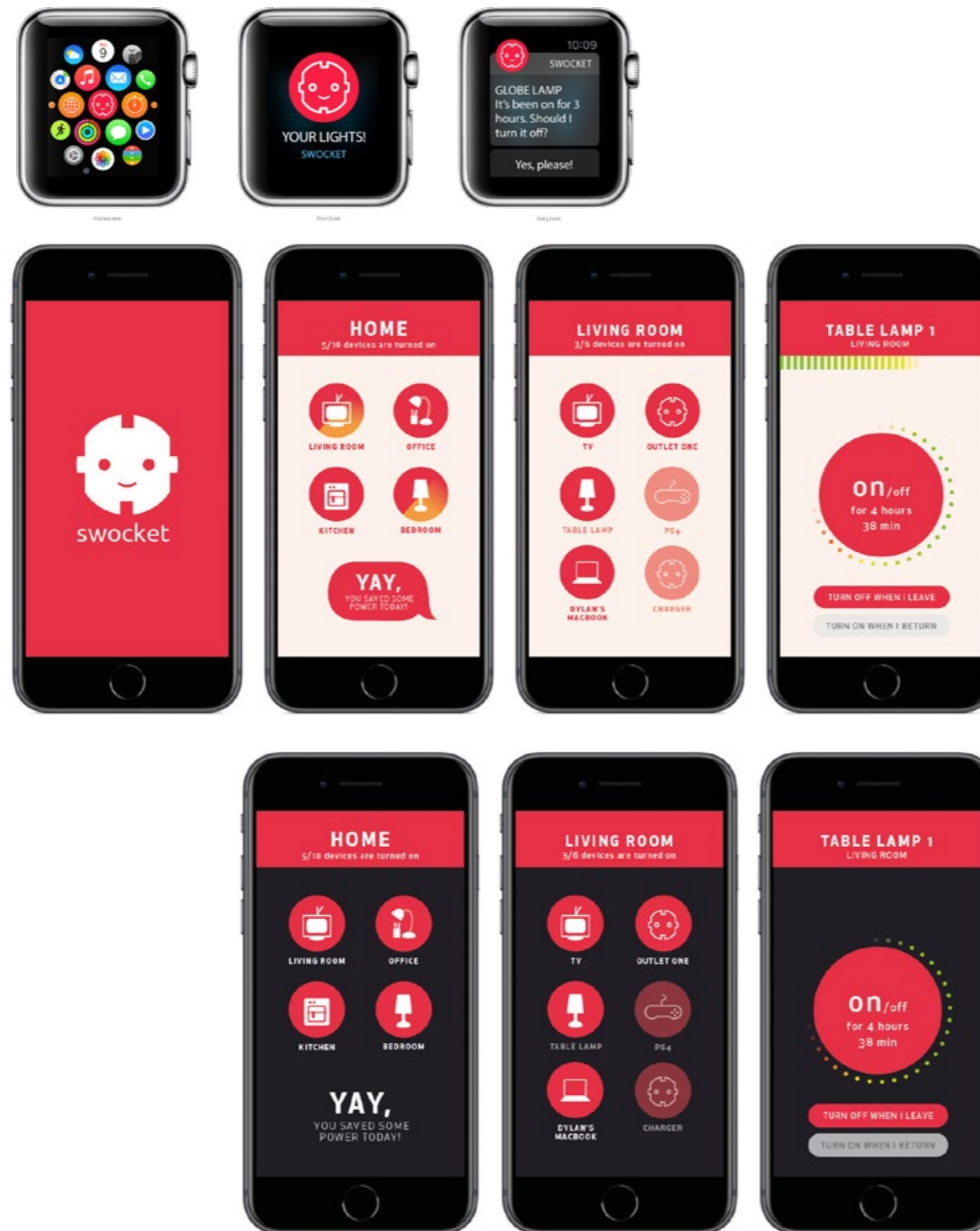 9
YOUR LIGHTS!
SWOCKET
10:09
SWOCKET
GLOBE LAMP
It's been on for 3
hours. Should I
turn it off?
Yes, please!
Homescreen
Short Look
Long Look
swocket
HOME
5/10 devices are turned on
LIVING ROOM
OFFICE
KITCHEN
BEDROOM
YAY,
YOU SAVED SOME
POWER TODAY!
LIVING ROOM
3/6 devices are turned on
TV
OUTLET ONE
TABLE LAMP
PS4
DYLAN'S
MACBOOK
CHARGER
TABLE LAMP 1
LIVING ROOM
on/off
for 4 hours
38 min
TURN OFF WHEN I LEAVE
TURN ON WHEN I RETURN
HOME
5/10 devices are turned on
LIVING ROOM
OFFICE
KITCHEN
BEDROOM
YAY,
YOU SAVED SOME
POWER TODAY!
LIVING ROOM
3/6 devices are turned on
TV
OUTLET ONE
TABLE LAMP
PS4
DYLAN'S
MACBOOK
CHARGER
TABLE LAMP 1
LIVING ROOM
on/off
for 4 hours
38 min
TURN OFF WHEN I LEAVE
TURN ON WHEN I RETURN